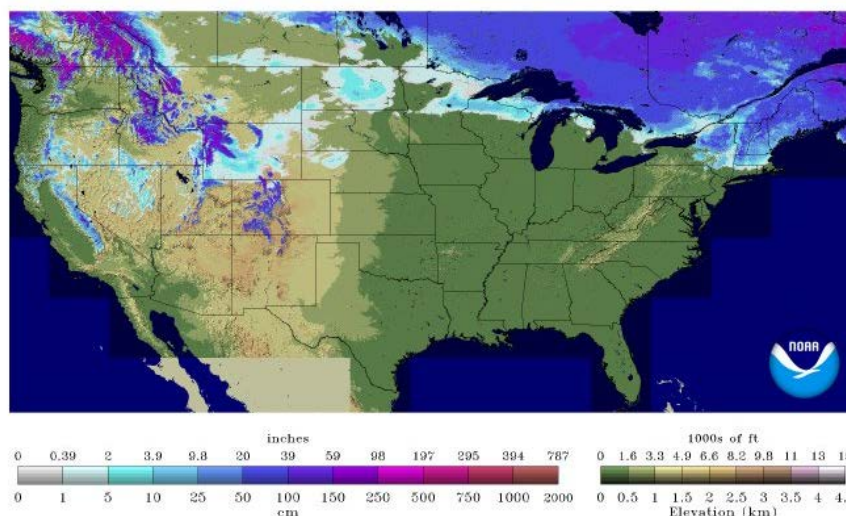 NOAA
inches
0 0.39 2 3.9 9.8 20 39 59 98 197 295 394 787
0 1 5 10 25 50 100 150 250 500 750 1000 2000
cm
1000s of ft
0 1.6 3.3 4.9 6.6 8.2 9.8 11 13 1
0 0.5 1 1.5 2 2.5 3 3.5 4 4.
Elevation (km)